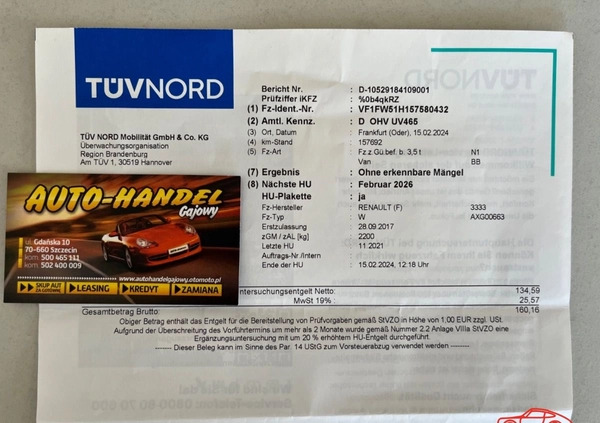 TÜVNORD
TÜV NORD Mobilität GmbH & Co. KG
Überwachungsorganisation
Region Brandenburg
Am TÜV 1, 30519 Hannover
Bericht Nr. : D-10529184109001
Prüfziffer iKFZ : %0b4qkRZ
(1) Fz-Ident.-Nr. : VF1FW51H157580432
(2) Amtl. Kennz. : D OHV UV465
(3) Ort, Datum : Frankfurt (Oder), 15.02.2024
(4) km-Stand : 157692
(5) Fz-Art : Fz.z.Gü.bef. b. 3,5 t N1
Van BB
(7) Ergebnis : Ohne erkennbare Mängel
(8) Nächste HU : Februar 2026
HU-Plakette : ja
Fz-Hersteller : RENAULT (F) 3333
Fz-Typ : W AXG00663
Erstzulassung : 28.09.2017
zGM / zAL [kg] : 2200
Letzte HU : 11.2021
Auftrags-Nr./Intern :
Ende der HU : 15.02.2024, 12:18 Uhr
AUTO-HANDEL
Gajowy
ul. Gdańska 10
70-660 Szczecin
kom. 500 465 111
kom. 502 400 009
www.autohandelgajowy.otomoto.pl
SKUP AUT ZA GOTÓWKĘ LEASING KREDYT ZAMIANA
ntersuchungsentgelt Netto: 134,59
MwSt 19% : 25,57
Gesamtbetrag Brutto: 160,16
Obiger Betrag enthält das Entgelt für die Bereitstellung von Prüfvorgaben gemäß StVZO in Höhe von 1,00 EUR zzgl. USt.
Aufgrund der Überschreitung des Vorführtermins um mehr als 2 Monate wurde gemäß Nummer 2.2 Anlage VIIIa StVZO eine
Ergänzungsuntersuchung mit um 20 % erhöhtem HU-Entgelt durchgeführt.
------ Dieser Beleg kann im Sinne des Par. 14 UStG zum Vorsteuerabzug verwendet werden ------